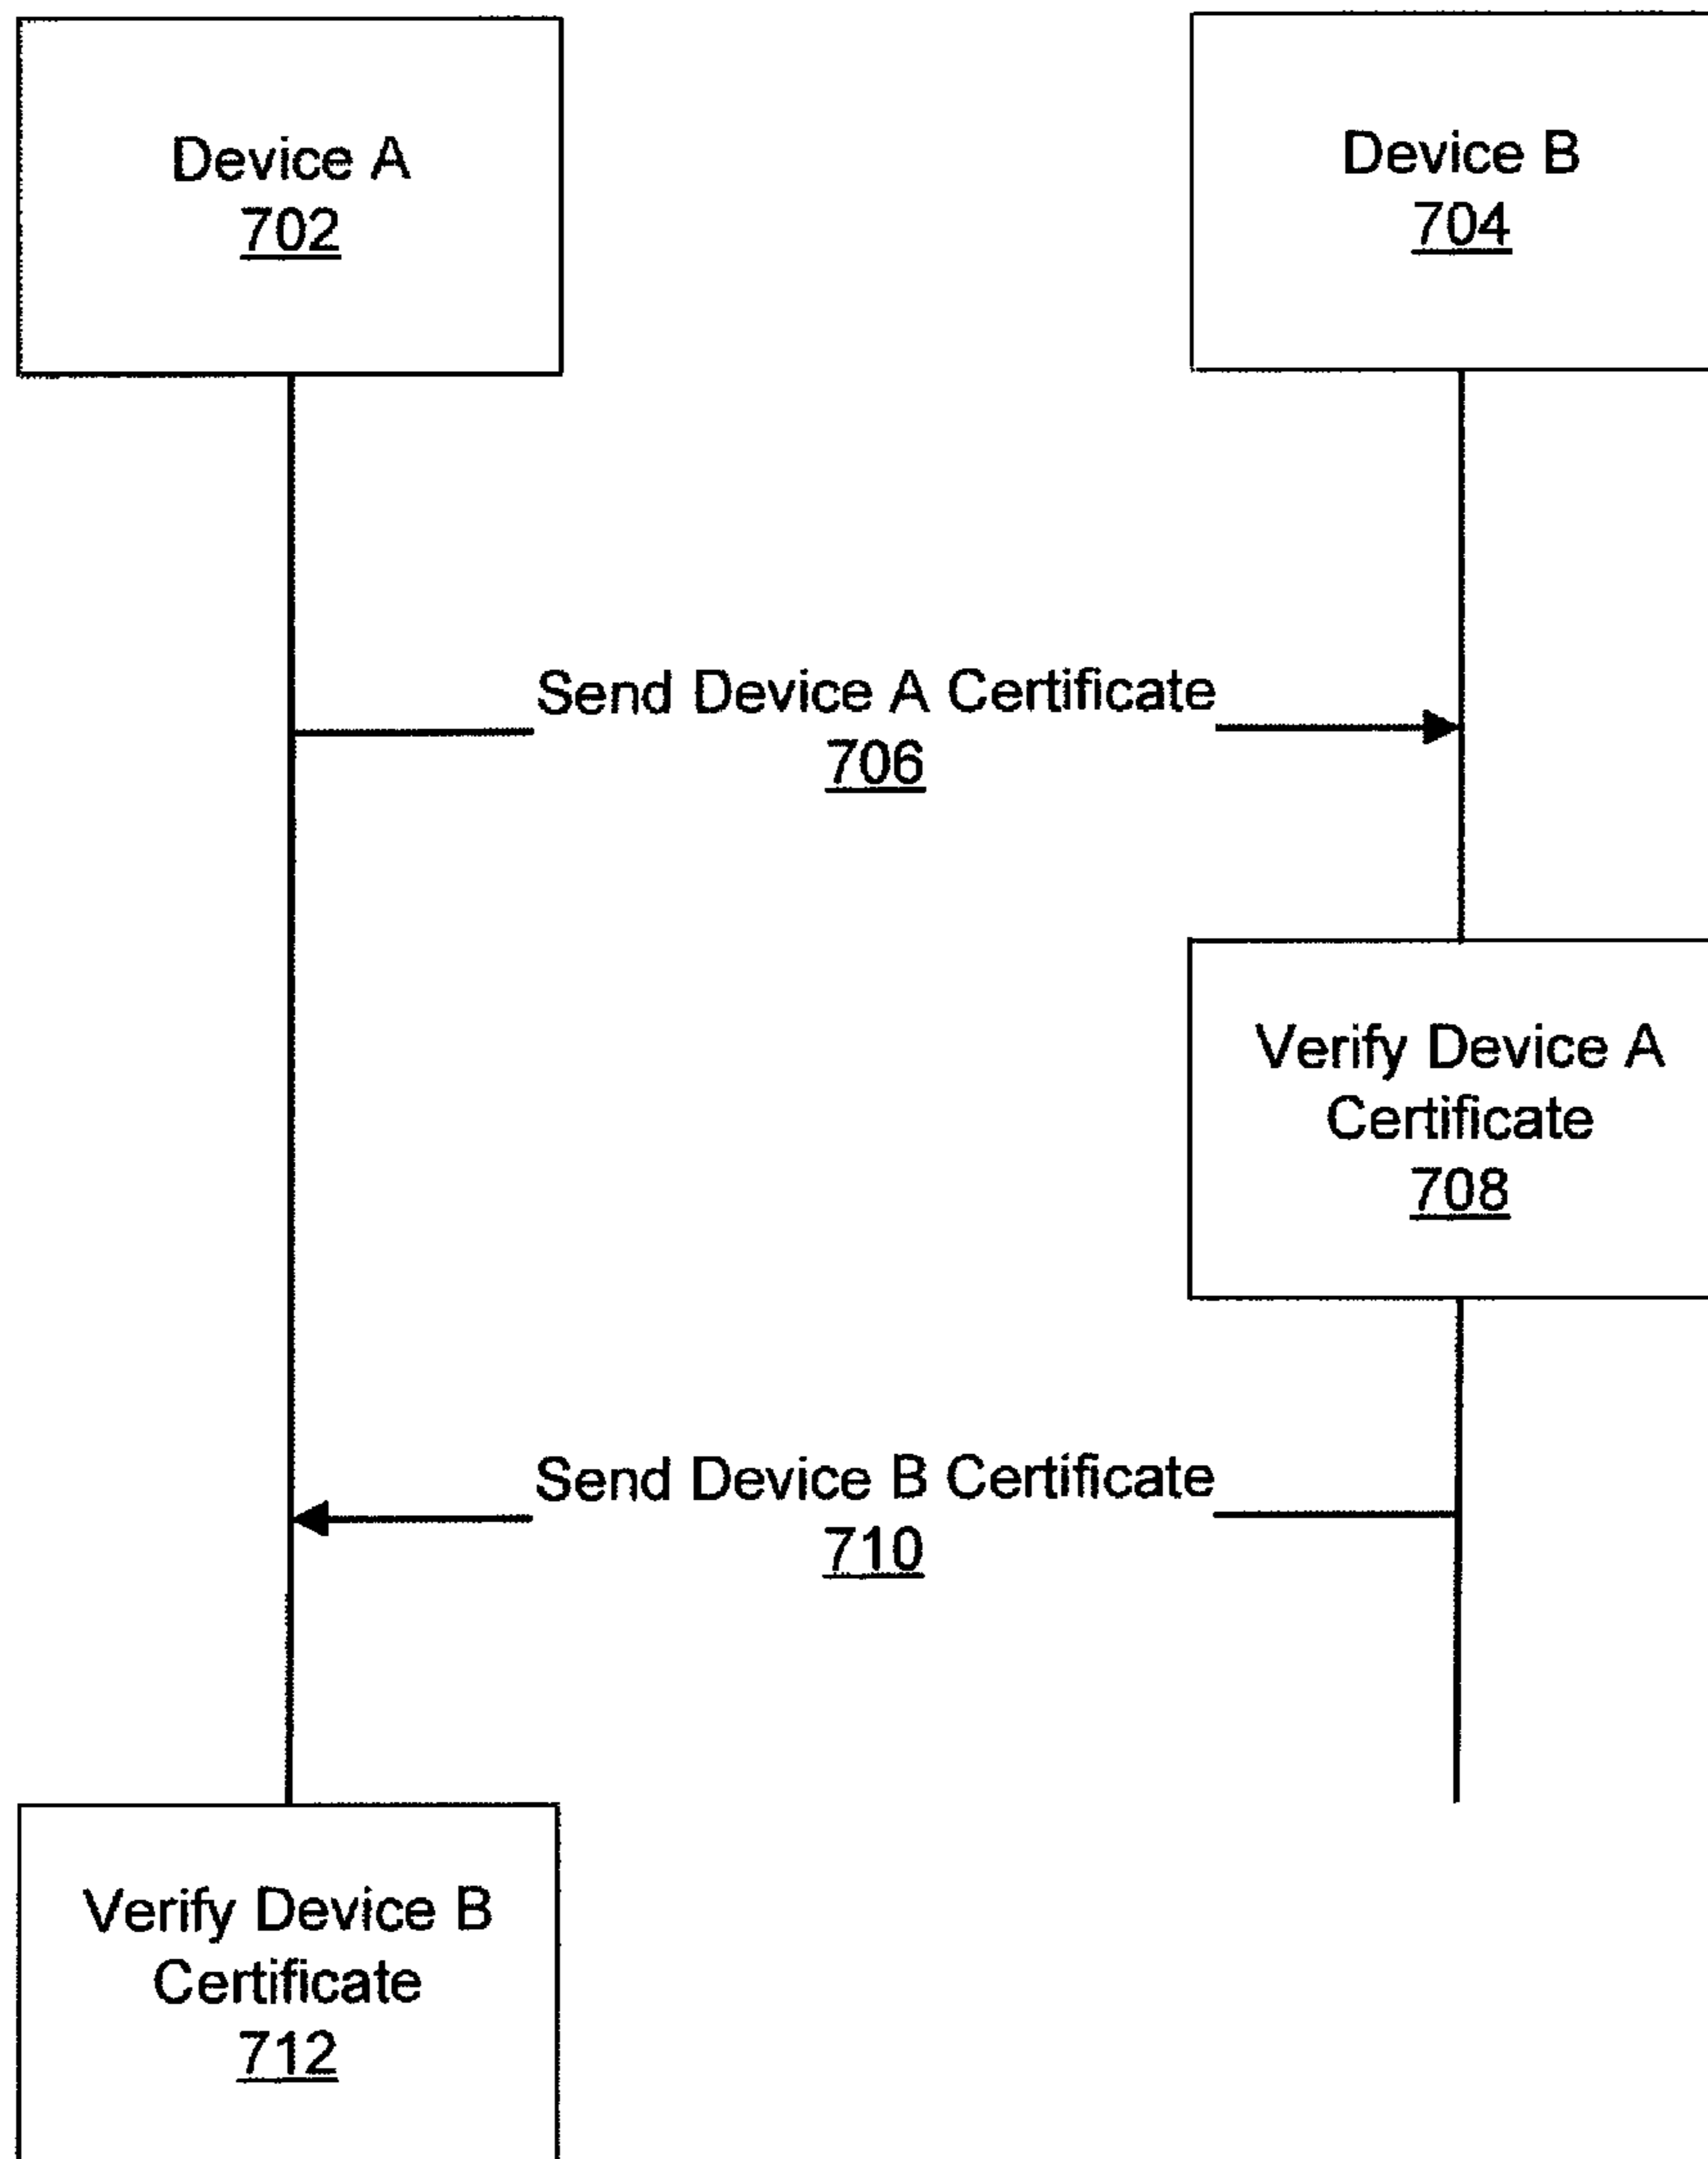 Device A
702
Device B
704
Send Device A Certificate
706
Verify Device A
Certificate
708
Send Device B Certificate
710
Verify Device B
Certificate
712